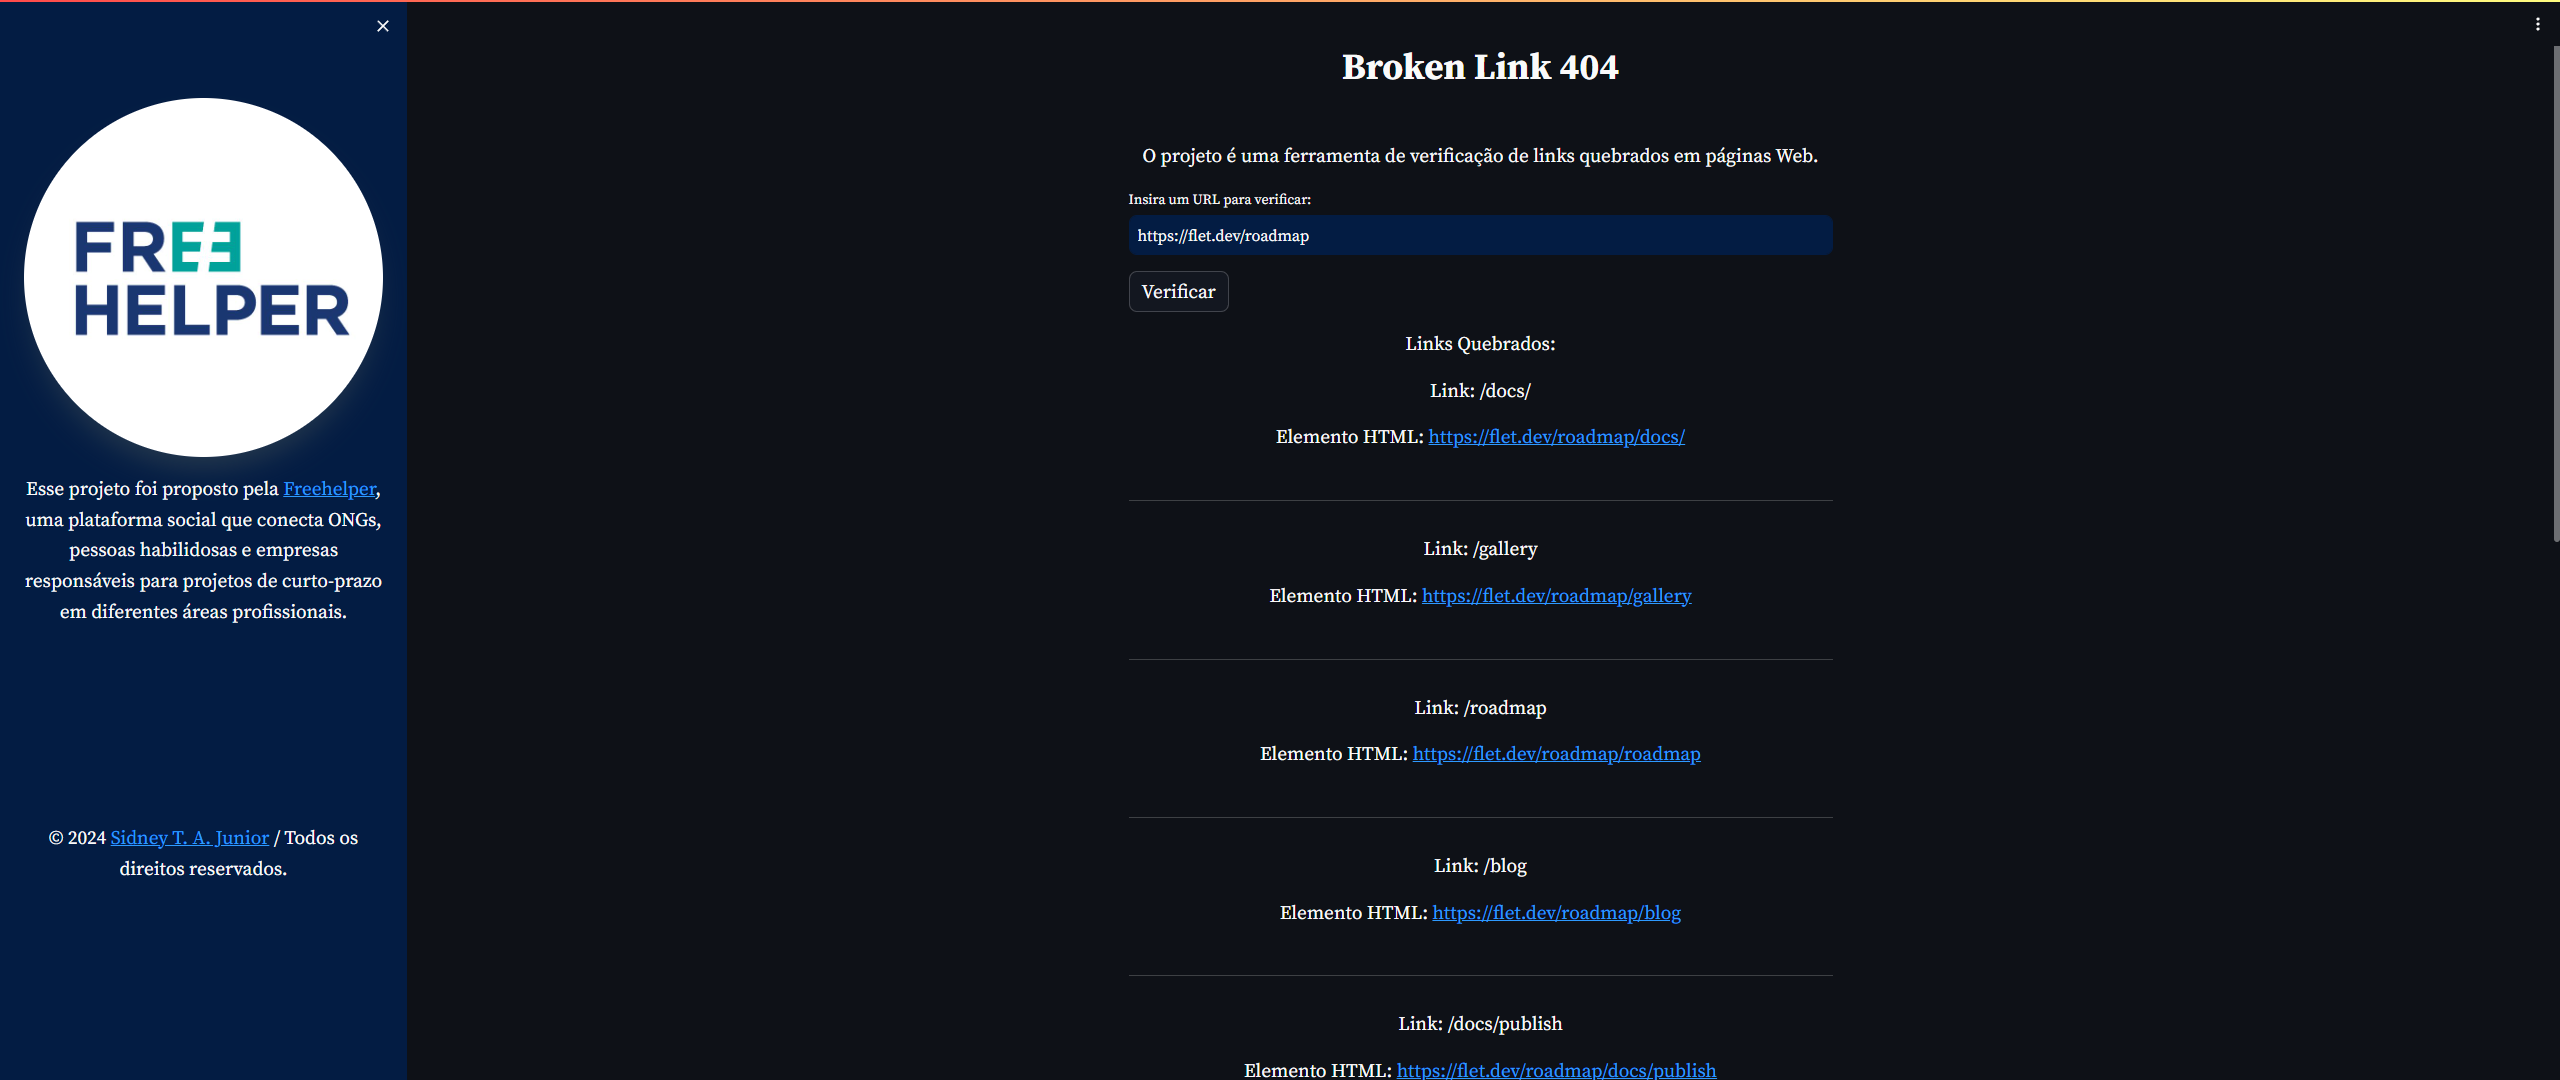 FREE
HELPER
Esse projeto foi proposto pela Freehelper,
uma plataforma social que conecta ONGs,
pessoas habilidosas e empresas
responsáveis para projetos de curto-prazo
em diferentes áreas profissionais.
© 2024 Sidney T. A. Junior / Todos os
direitos reservados.
Broken Link 404
O projeto é uma ferramenta de verificação de links quebrados em páginas Web.
Insira um URL para verificar:
https://flet.dev/roadmap
Verificar
Links Quebrados:
Link: /docs/
Elemento HTML: https://flet.dev/roadmap/docs/
Link: /gallery
Elemento HTML: https://flet.dev/roadmap/gallery
Link: /roadmap
Elemento HTML: https://flet.dev/roadmap/roadmap
Link: /blog
Elemento HTML: https://flet.dev/roadmap/blog
Link: /docs/publish
Elemento HTML: https://flet.dev/roadmap/docs/publish